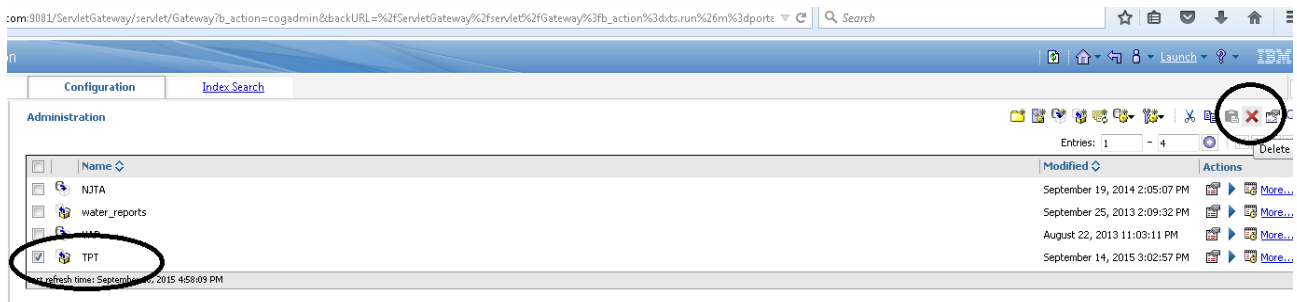 com:9081/ServletGateway/servlet/Gateway?b_action=cogadmin&backURL=%2fServletGateway%2fservlet%2fGateway%3fb_action%3dxts.run%26m%3dporta
Search
Launch
IBM
Configuration
Index Search
Administration
Entries: 1 - 4
Delete
Name
Modified
Actions
NJTA
September 19, 2014 2:05:07 PM
More...
water_reports
September 25, 2013 2:09:32 PM
More...
August 22, 2013 11:03:11 PM
More...
TPT
September 14, 2015 3:02:57 PM
More...
refresh time: 2015 4:58:09 PM